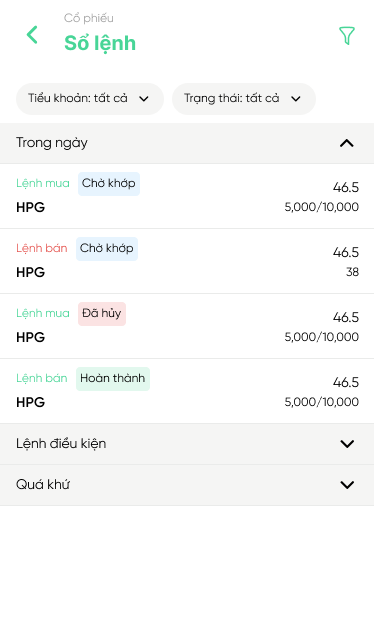 Cổ phiếu
Sổ lệnh
Tiểu khoản: tất cả
Trạng thái: tất cả
Trong ngày
Lệnh mua Chờ khớp
46.5
HPG
5,000/10,000
Lệnh bán Chờ khớp
46.5
HPG
38
Lệnh mua Đã hủy
46.5
HPG
5,000/10,000
Lệnh bán Hoàn thành
46.5
HPG
5,000/10,000
Lệnh điều kiện
Quá khứ